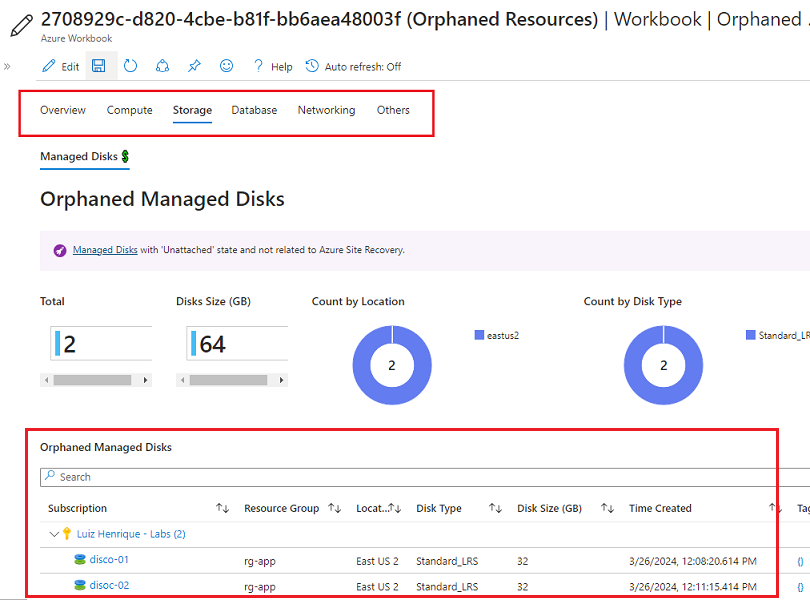 2708929c-d820-4cbe-b81f-bb6aea48003f (Orphaned Resources) | Workbook | Orphaned
Azure Workbook
» Edit ? Help Auto refresh: Off
Overview Compute Storage Database Networking Others
Managed Disks $
Orphaned Managed Disks
Managed Disks with 'Unattached' state and not related to Azure Site Recovery.
Total Disks Size (GB) Count by Location Count by Disk Type
2 64 2 eastus2 2 Standard_LR
Orphaned Managed Disks
Search
Subscription Resource Group Locat... Disk Type Disk Size (GB) Time Created Tag
Luiz Henrique - Labs (2)
disco-01 rg-app East US 2 Standard_LRS 32 3/26/2024, 12:08:20.614 PM {}
disoc-02 rg-app East US 2 Standard_LRS 32 3/26/2024, 12:11:15.414 PM {}